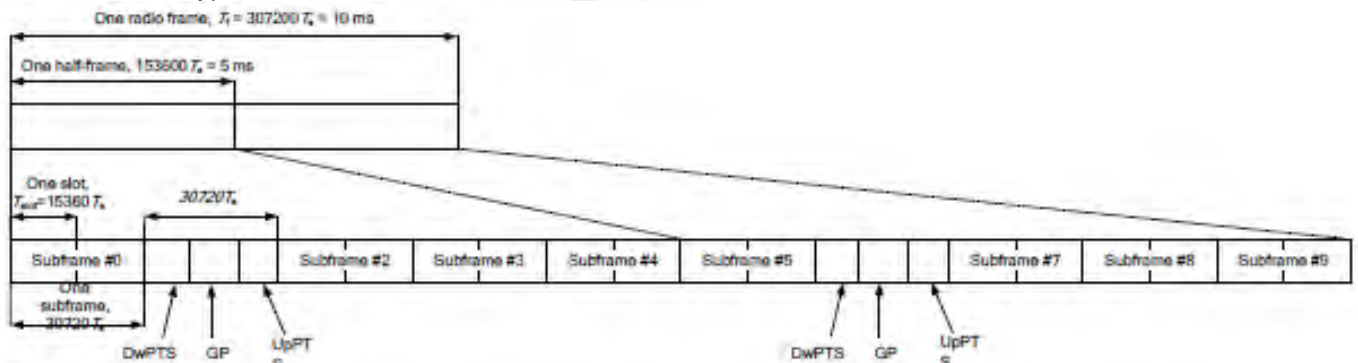 One radio frame, Tf = 307200 Ts = 10 ms
One half-frame, 153600 Ts = 5 ms
One slot,
Tslot=15360 Ts
30720Ts
Subframe #0
Subframe #2
Subframe #3
Subframe #4
Subframe #5
Subframe #7
Subframe #8
Subframe #9
One
subframe,
30720 Ts
DwPTS
GP
UpPT
S
DwPTS
GP
UpPT
S